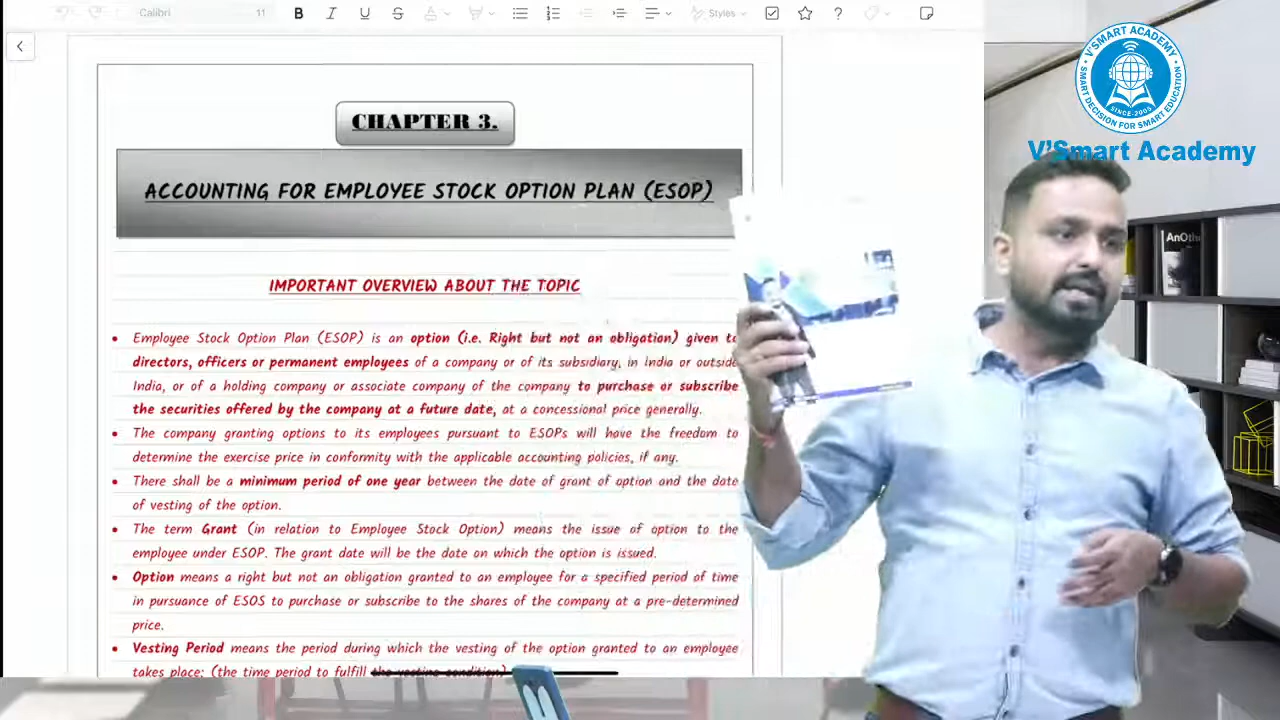 Calibri
11
B I U S
Styles
V'SMART ACADEMY
SINCE-2005
SMART DECISION FOR SMART EDUCATION
V'Smart Academy
CHAPTER 3.
ACCOUNTING FOR EMPLOYEE STOCK OPTION PLAN (ESOP)
IMPORTANT OVERVIEW ABOUT THE TOPIC
• Employee Stock Option Plan (ESOP) is an option (i.e. Right but not an obligation) given to
directors, officers or permanent employees of a company or of its subsidiary, in India or outside
India, or of a holding company or associate company of the company to purchase or subscribe
the securities offered by the company at a future date, at a concessional price generally.
• The company granting options to its employees pursuant to ESOPs will have the freedom to
determine the exercise price in conformity with the applicable accounting policies, if any.
• There shall be a minimum period of one year between the date of grant of option and the date
of vesting of the option.
• The term Grant (in relation to Employee Stock Option) means the issue of option to the
employee under ESOP. The grant date will be the date on which the option is issued.
• Option means a right but not an obligation granted to an employee for a specified period of time
in pursuance of ESOS to purchase or subscribe to the shares of the company at a pre-determined
price.
• Vesting Period means the period during which the vesting of the option granted to an employee
takes place; (the time period to fulfill the vesting condition)